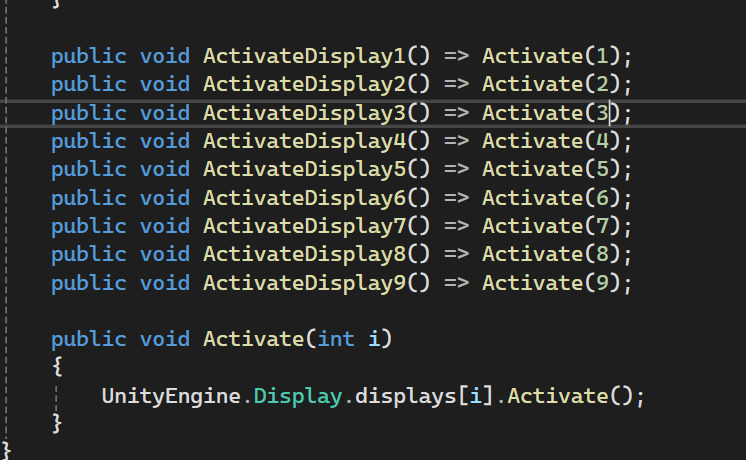 }
public void ActivateDisplay1() => Activate(1);
public void ActivateDisplay2() => Activate(2);
public void ActivateDisplay3() => Activate(3);
public void ActivateDisplay4() => Activate(4);
public void ActivateDisplay5() => Activate(5);
public void ActivateDisplay6() => Activate(6);
public void ActivateDisplay7() => Activate(7);
public void ActivateDisplay8() => Activate(8);
public void ActivateDisplay9() => Activate(9);
public void Activate(int i)
{
UnityEngine.Display.displays[i].Activate();
}
}